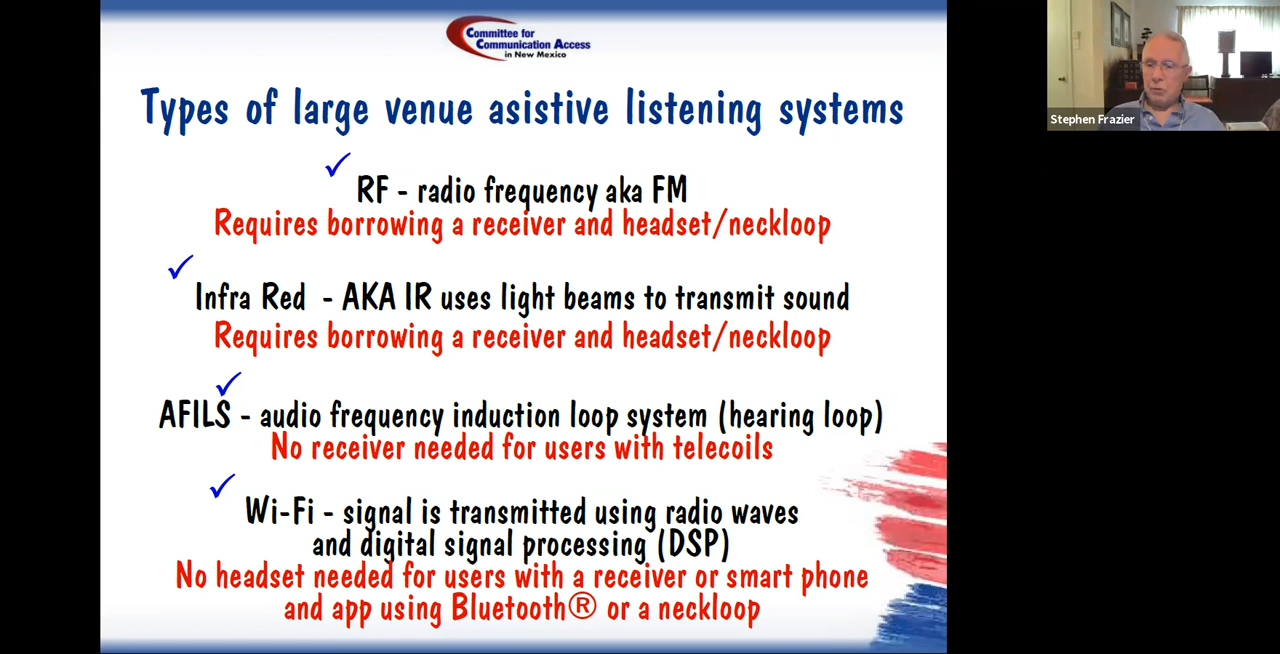 Committee for
Communication Access
in New Mexico
Stephen Frazier
Types of large venue asistive listening systems
RF - radio frequency aka FM
Requires borrowing a receiver and headset/neckloop
Infra Red - AKA IR uses light beams to transmit sound
Requires borrowing a receiver and headset/neckloop
AFILS - audio frequency induction loop system (hearing loop)
No receiver needed for users with telecoils
Wi-Fi - signal is transmitted using radio waves
and digital signal processing (DSP)
No headset needed for users with a receiver or smart phone
and app using Bluetooth® or a neckloop